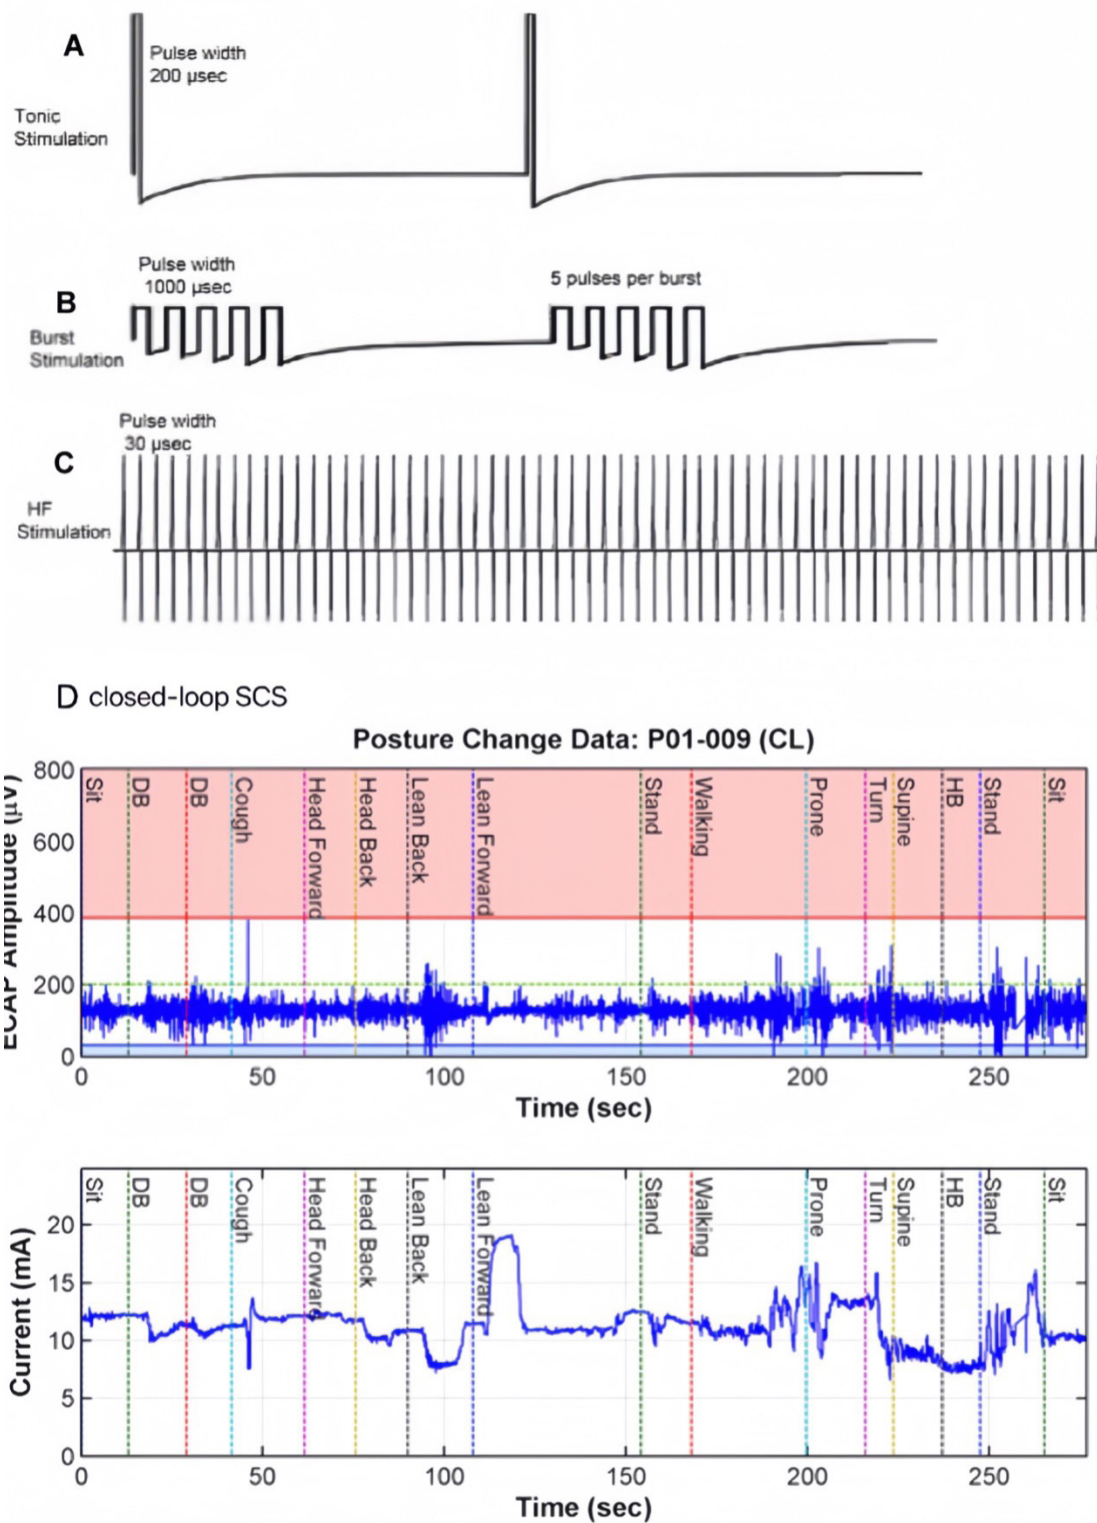 A
Pulse width
200 µsec
Tonic
Stimulation
Pulse width
1000 µsec
5 pulses per burst
B
Burst
Stimulation
Pulse width
30 µsec
C
HF
Stimulation
D closed-loop SCS
Posture Change Data: P01-009 (CL)
ECAP Amplitude (µV)
800
600
400
200
0
Sit
DB
DB
Cough
Head Forward
Head Back
Lean Back
Lean Forward
Stand
Walking
Prone
Turn
Supine
HB
Stand
Sit
0 50 100 150 200 250
Time (sec)
Current (mA)
20
15
10
5
0
Sit
DB
DB
Cough
Head Forward
Head Back
Lean Back
Lean Forward
Stand
Walking
Prone
Turn
Supine
HB
Stand
Sit
0 50 100 150 200 250
Time (sec)